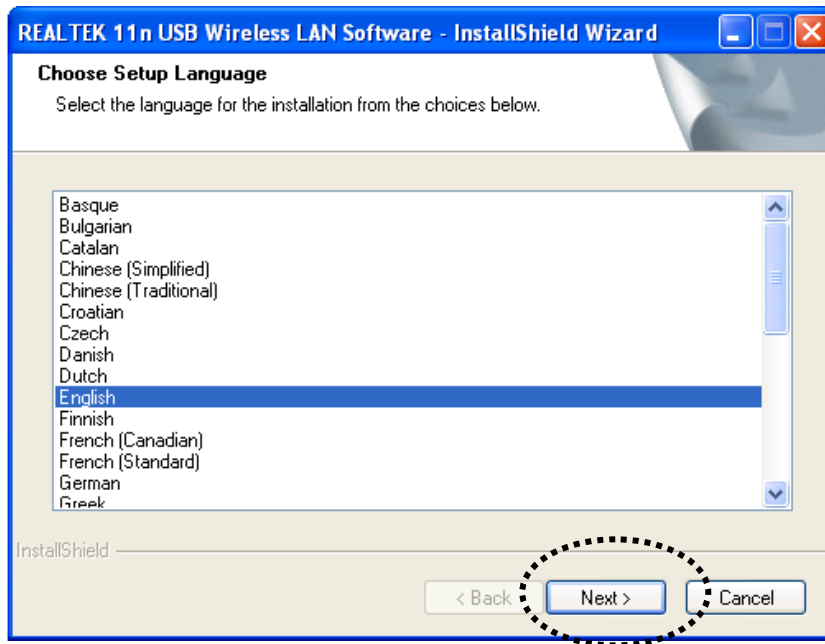 REALTEK 11n USB Wireless LAN Software - InstallShield Wizard
Choose Setup Language
Select the language for the installation from the choices below.
Basque
Bulgarian
Catalan
Chinese (Simplified)
Chinese (Traditional)
Croatian
Czech
Danish
Dutch
English
Finnish
French (Canadian)
French (Standard)
German
Greek
InstallShield
< Back
Next >
Cancel